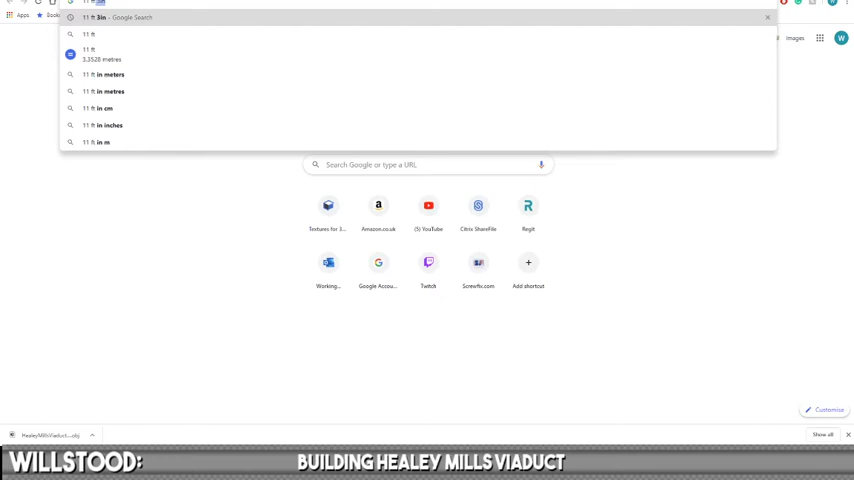 11 ft 3in
Apps
11 ft 3in - Google Search
11 ft
11 ft
3.3528 metres
11 ft in meters
11 ft in metres
11 ft in cm
11 ft in inches
11 ft in m
Images
W
Search Google or type a URL
Textures for 3...
Amazon.co.uk
(5) YouTube
Citrix ShareFile
Regit
Working...
Google Accou...
Twitch
Screwfix.com
Add shortcut
Customise
HealeyMillsViaduct....obj
Show all
WILLSTOOD:
BUILDING HEALEY MILLS VIADUCT